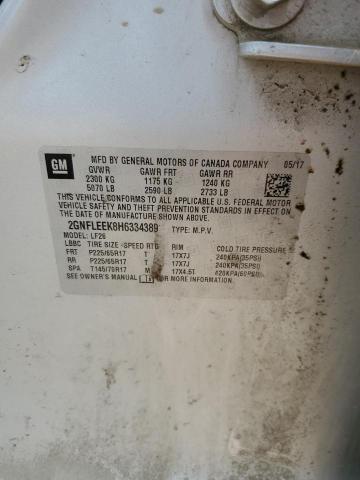 GM
MFD BY GENERAL MOTORS OF CANADA COMPANY 05/17
GVWR GAWR FRT GAWR RR
2300 KG 1175 KG 1240 KG
5070 LB 2590 LB 2733 LB
THIS VEHICLE CONFORMS TO ALL APPLICABLE U.S. FEDERAL MOTOR
VEHICLE SAFETY AND THEFT PREVENTION STANDARDS IN EFFECT
ON THE DATE OF MANUFACTURE SHOWN ABOVE.
2GNFLEEK8H6334389 TYPE: M.P.V.
MODEL: LF26
LBBC TIRE SIZE SPEED RTG RIM COLD TIRE PRESSURE
FRT P225/65R17 T 17X7J 240KPA(35PSI)
RR P225/65R17 T 17X7J 240KPA(35PSI)
SPA T145/70R17 M 17X4.5T 420KPA(60PSI)
SEE OWNER'S MANUAL FOR ADDITIONAL INFORMATION.